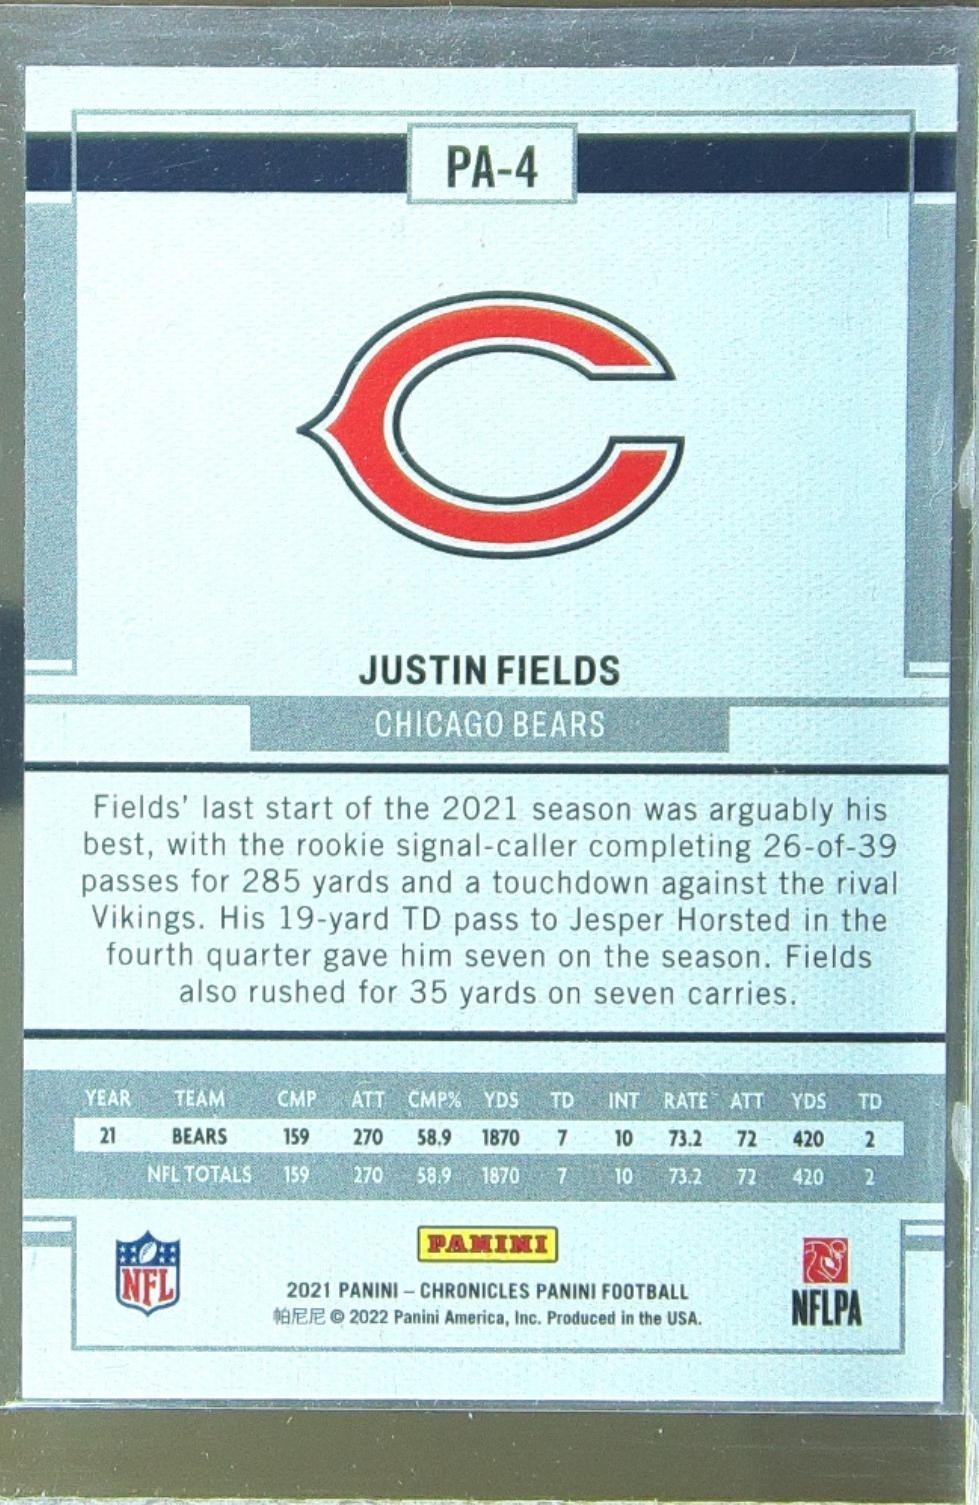 PA-4
JUSTIN FIELDS
CHICAGO BEARS
Fields' last start of the 2021 season was arguably his
best, with the rookie signal-caller completing 26-of-39
passes for 285 yards and a touchdown against the rival
Vikings. His 19-yard TD pass to Jesper Horsted in the
fourth quarter gave him seven on the season. Fields
also rushed for 35 yards on seven carries.
YEAR TEAM CMP ATT CMP% YDS TD INT RATE ATT YDS TD
21 BEARS 159 270 58.9 1870 7 10 73.2 72 420 2
NFL TOTALS 159 270 58.9 1870 7 10 73.2 72 420 2
NFL
PANINI
2021 PANINI – CHRONICLES PANINI FOOTBALL
帕尼尼 © 2022 Panini America, Inc. Produced in the USA.
NFLPA